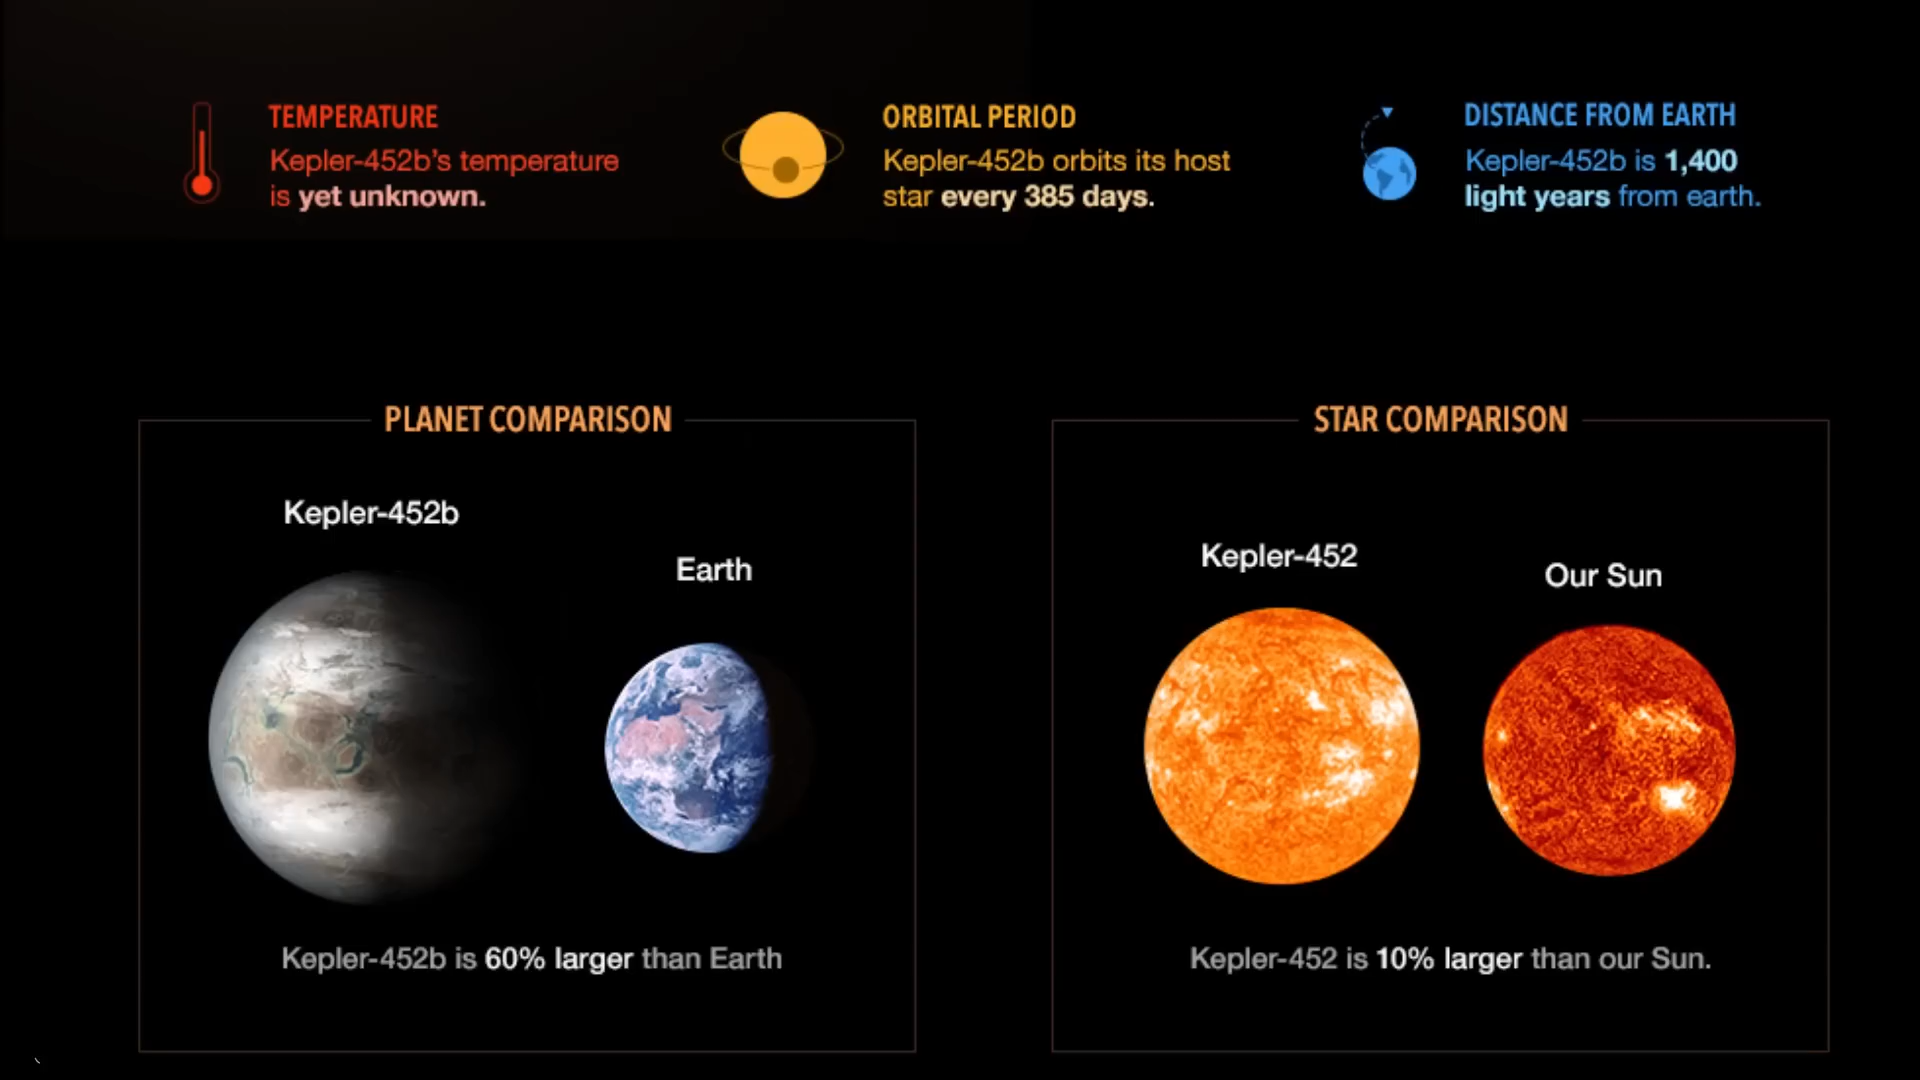 TEMPERATURE
Kepler-452b's temperature
is yet unknown.
ORBITAL PERIOD
Kepler-452b orbits its host
star every 385 days.
DISTANCE FROM EARTH
Kepler-452b is 1,400
light years from earth.
PLANET COMPARISON
Kepler-452b
Earth
Kepler-452b is 60% larger than Earth
STAR COMPARISON
Kepler-452
Our Sun
Kepler-452 is 10% larger than our Sun.